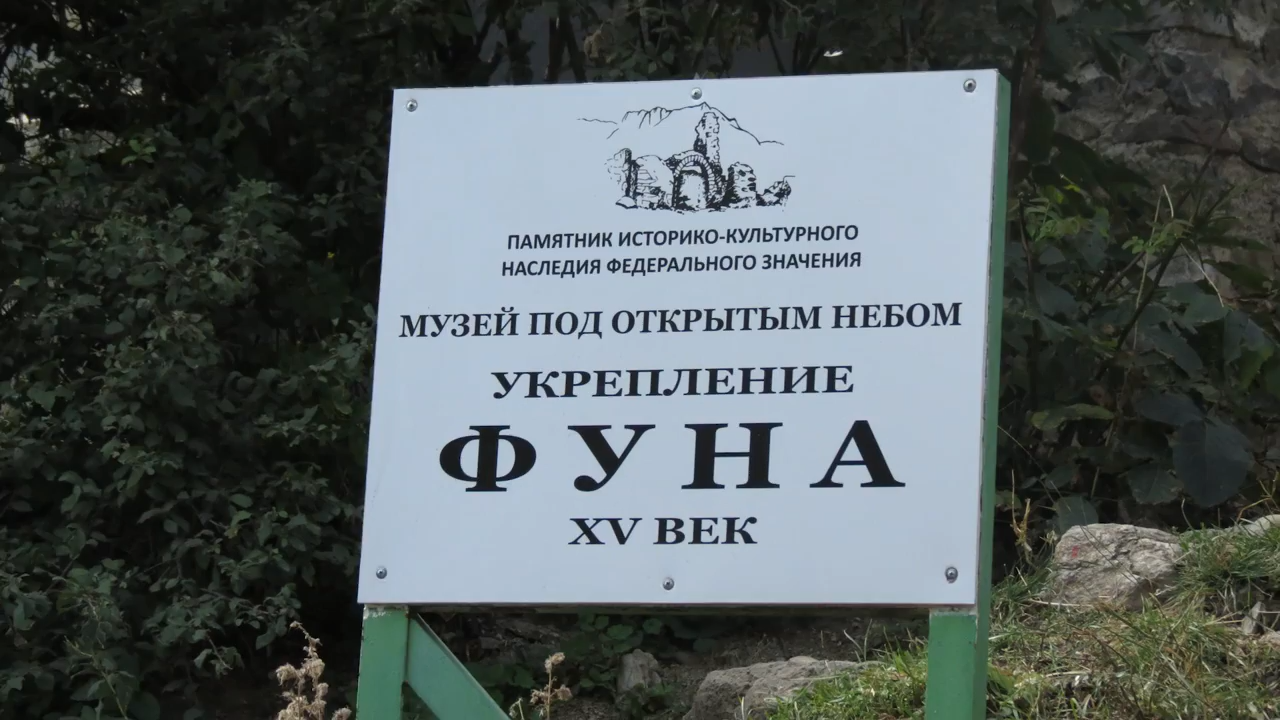 ПАМЯТНИК ИСТОРИКО-КУЛЬТУРНОГО
НАСЛЕДИЯ ФЕДЕРАЛЬНОГО ЗНАЧЕНИЯ
МУЗЕЙ ПОД ОТКРЫТЫМ НЕБОМ
УКРЕПЛЕНИЕ
ФУНА
XV ВЕК